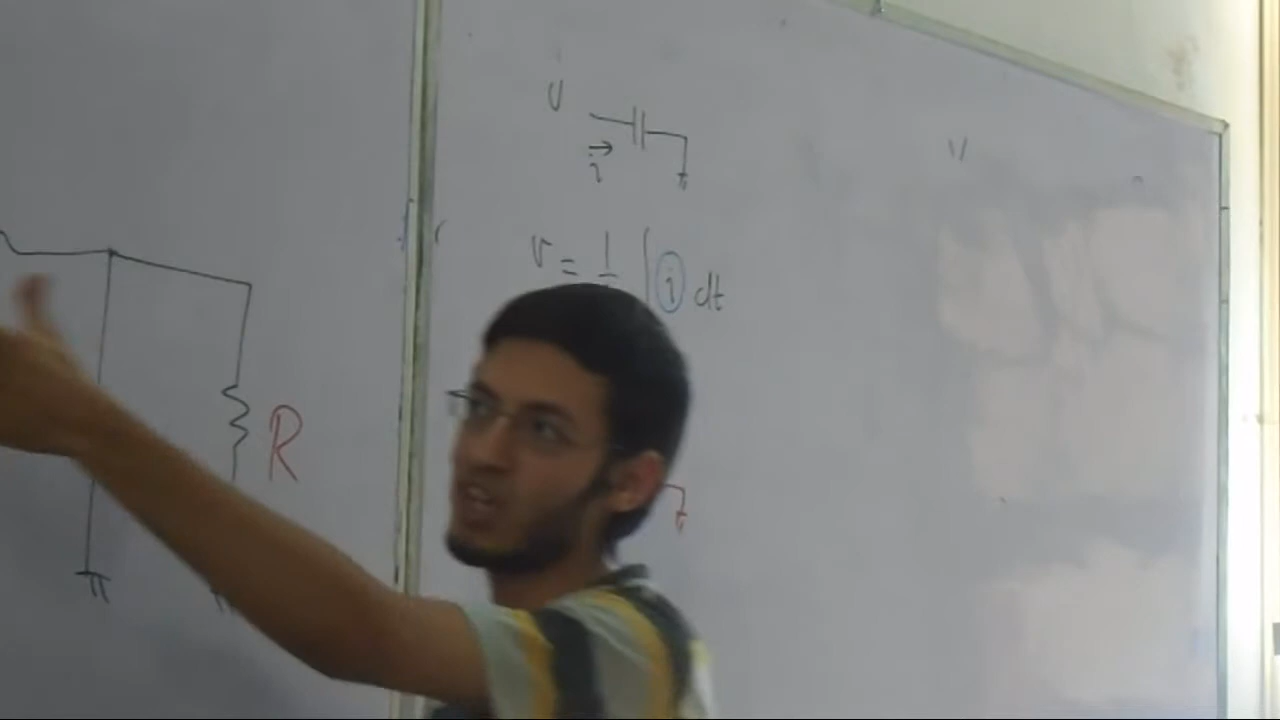 R
v
i
v = 1 ∫ i dt